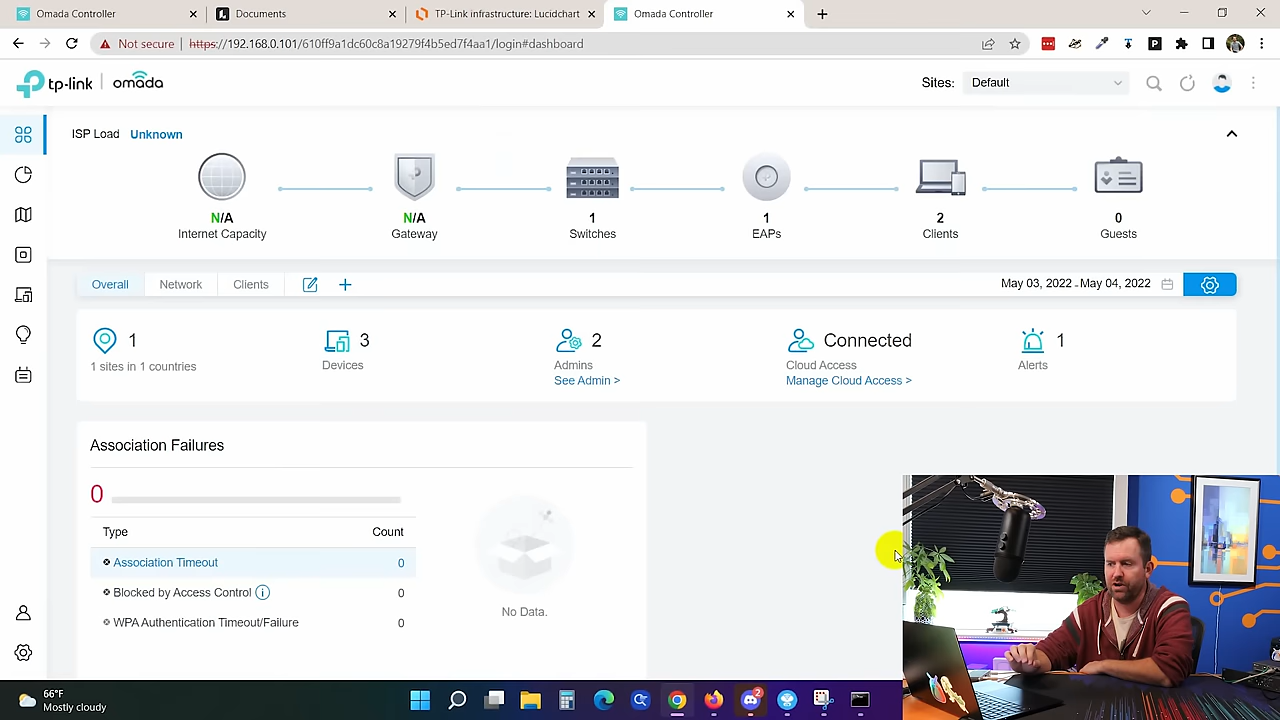 Omada Controller
Documents
TP-Link infrastructure: Lucidchart
Omada Controller
Not secure
https://192.168.0.101/610ff9a1dc60c8a19279f4b5ed7f4aa1/login#dashboard
tp-link
omada
Sites:
Default
ISP Load
Unknown
N/A
Internet Capacity
N/A
Gateway
1
Switches
1
EAPs
2
Clients
0
Guests
Overall
Network
Clients
May 03, 2022 - May 04, 2022
1
1 sites in 1 countries
3
Devices
2
Admins
See Admin >
Connected
Cloud Access
Manage Cloud Access >
1
Alerts
Association Failures
0
Type Count
Association Timeout 0
Blocked by Access Control 0
WPA Authentication Timeout/Failure 0
No Data.
66°F
Mostly cloudy
2